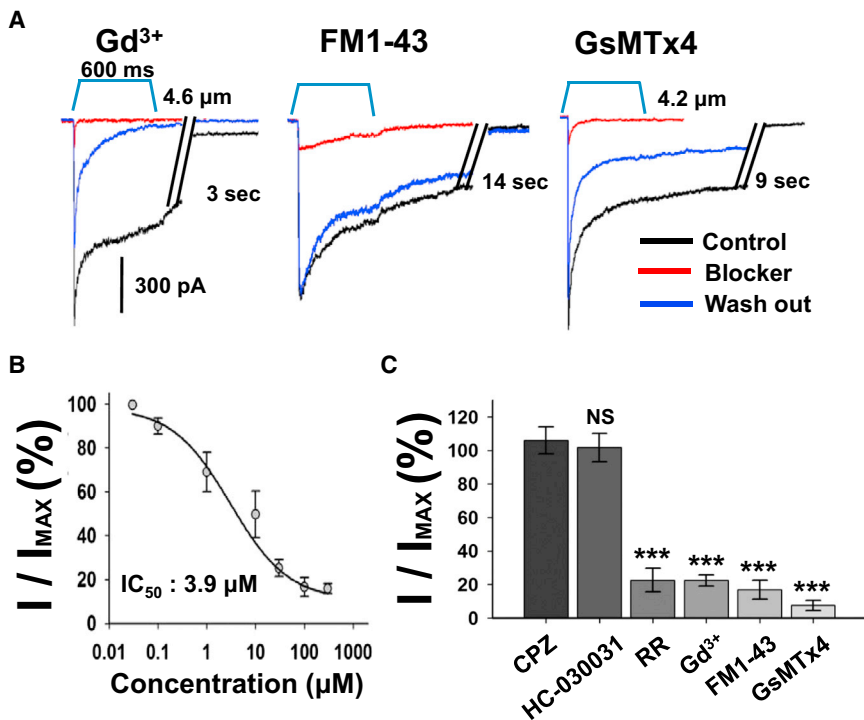 A
Gd³⁺ FM1-43 GsMTx4
600 ms
4.6 µm
4.2 µm
3 sec
14 sec
9 sec
300 pA
Control
Blocker
Wash out
B
I / I_MAX (%)
100
80
60
40
20
0
IC₅₀ : 3.9 µM
0.01 0.1 1 10 100 1000
Concentration (µM)
C
I / I_MAX (%)
120
100
80
60
40
20
0
NS
*** *** *** ***
CPZ HC-030031 RR Gd³⁺ FM1-43 GsMTx4